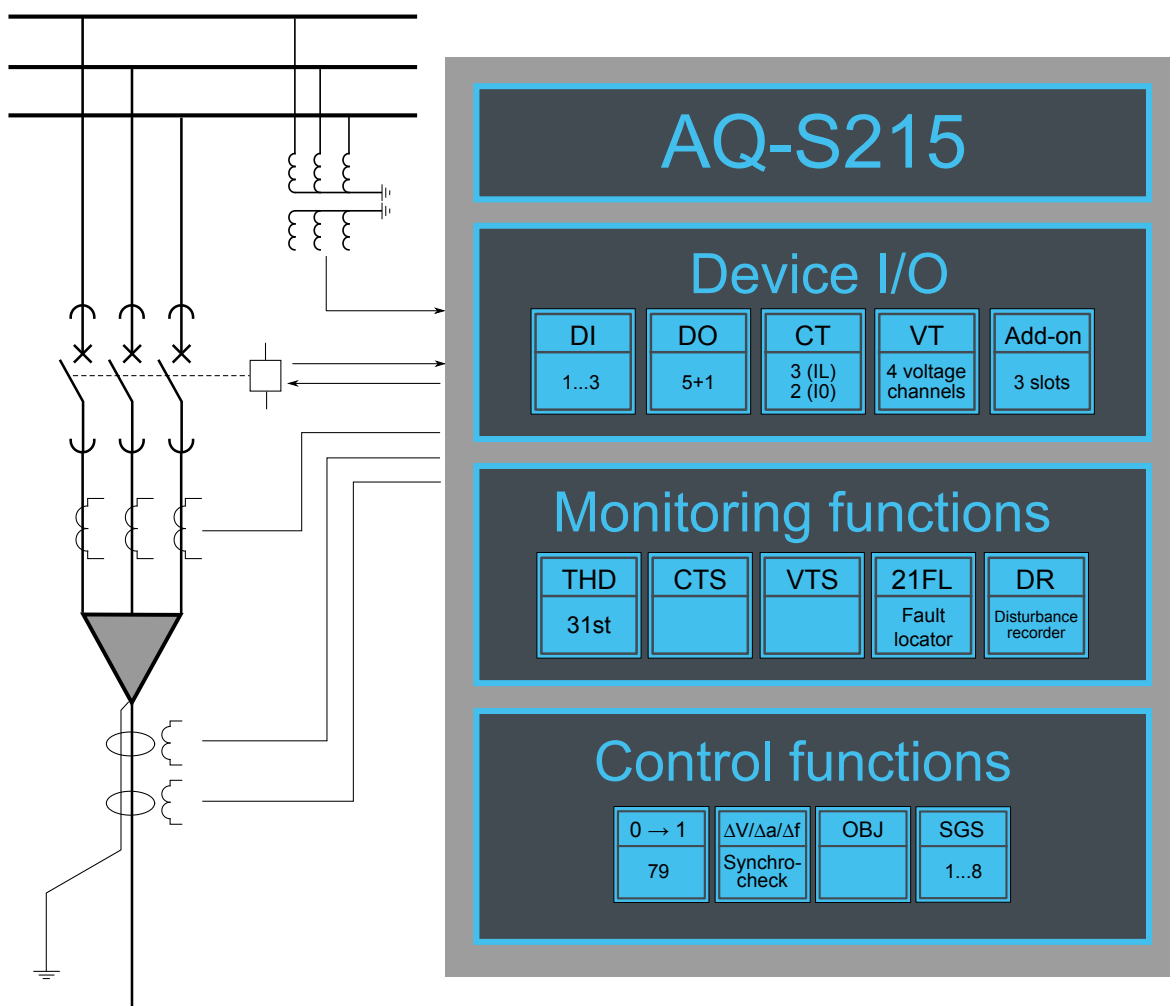 AQ-S215
Device I/O
DI
1...3
DO
5+1
CT
3 (IL)
2 (I0)
VT
4 voltage
channels
Add-on
3 slots
Monitoring functions
THD
31st
CTS
VTS
21FL
Fault
locator
DR
Disturbance
recorder
Control functions
0 → 1
79
ΔV/Δa/Δf
Synchro-
check
OBJ
SGS
1...8